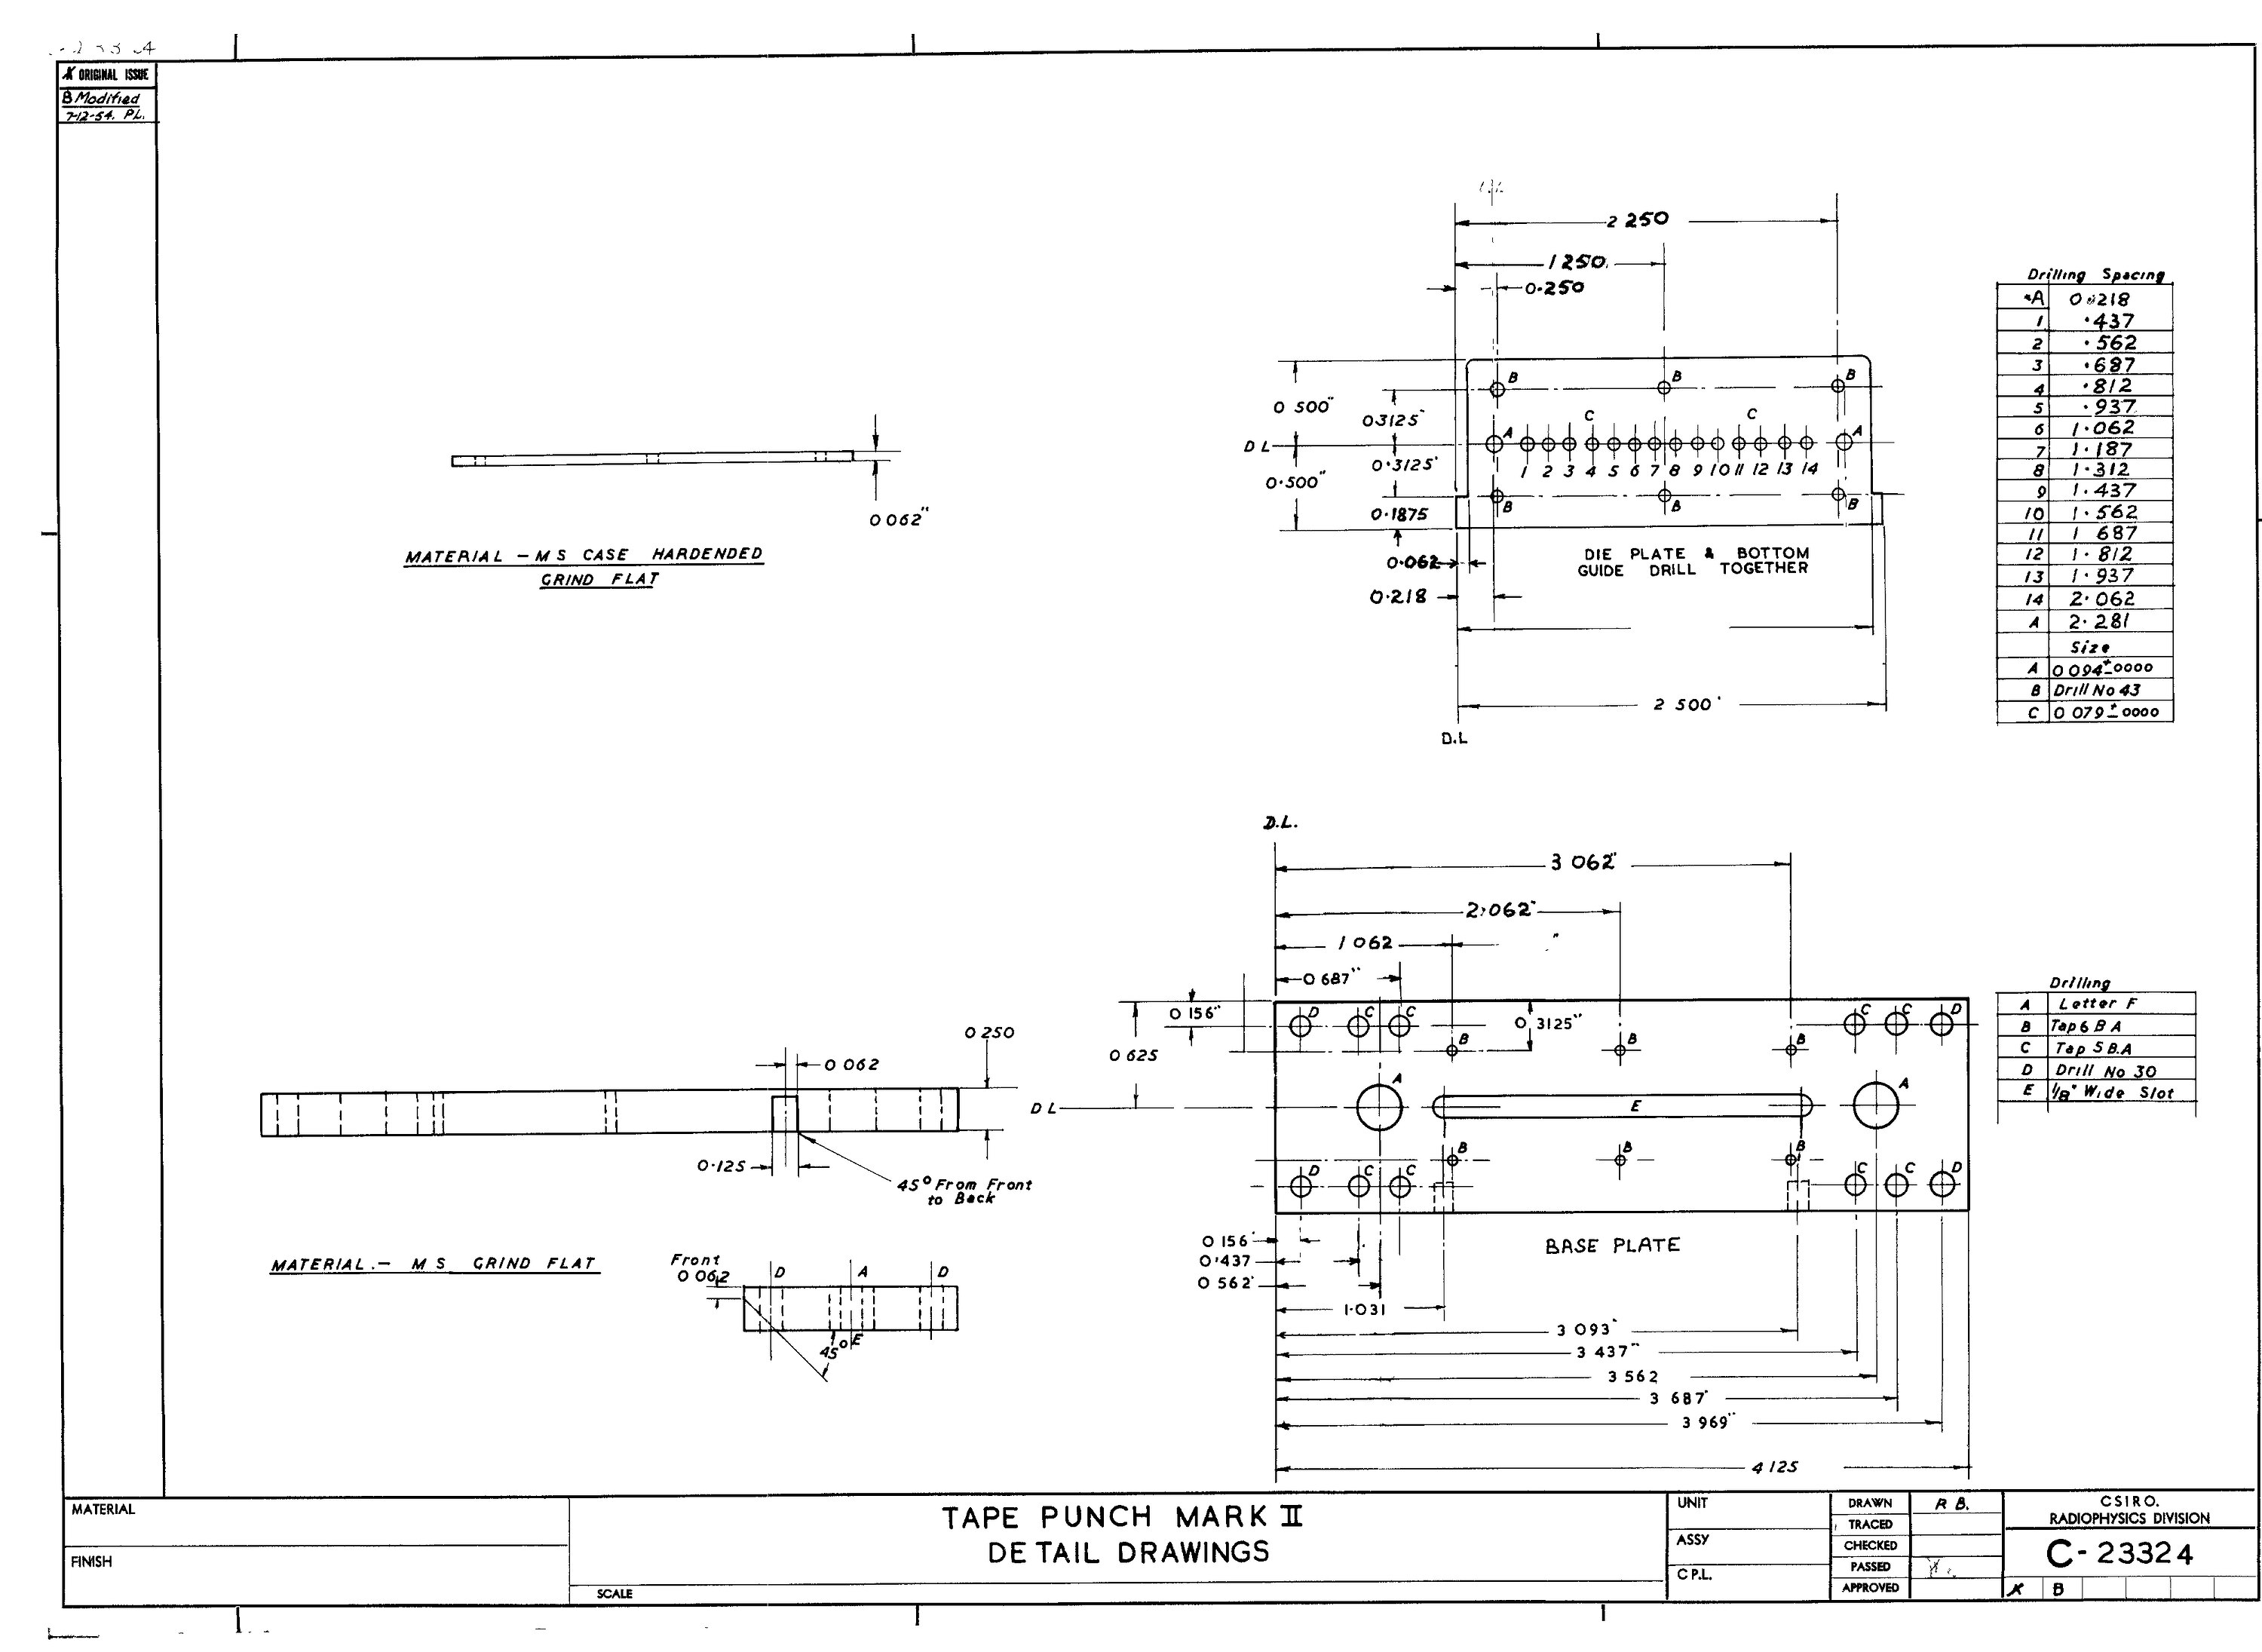 A ORIGINAL ISSUE
B Modified
7-12-54. P.L.
2 250
1 250
0.250
0 500"
0.3125"
D L
0.3125"
0.500"
0.1875
0.062
0.218
2 500"
D.L
B B B
C C
A A
1 2 3 4 5 6 7 8 9 10 11 12 13 14
B B B
DIE PLATE & BOTTOM
GUIDE DRILL TOGETHER
0 062"
MATERIAL - M S CASE HARDENDED
GRIND FLAT
Drilling Spacing
*A 0.218
1 .437
2 .562
3 .687
4 .812
5 .937
6 1.062
7 1.187
8 1.312
9 1.437
10 1.562
11 1 687
12 1.812
13 1.937
14 2.062
A 2.281
Size
A 0 094 ± 0000
B Drill No 43
C 0 079 ± 0000
D.L.
3 062"
2.062"
1 062
0 687"
0 156"
0 625
0.3125"
D L
D C C C C D
B B B
A E A
B B B
D C C C C D
0 156"
0.437
0 562"
1.031
3 093"
3 437"
3 562
3 687"
3 969"
4 125
BASE PLATE
Drilling
A Letter F
B Tap 6 B A
C Tap 5 B.A
D Drill No 30
E 1/8" Wide Slot
0 250
0 062
0.125
45° From Front
to Back
MATERIAL.- M S GRIND FLAT
Front
0 062
D A D
45° E
MATERIAL
FINISH
TAPE PUNCH MARK II
DETAIL DRAWINGS
SCALE
UNIT
ASSY
C P.L.
DRAWN R B.
TRACED
CHECKED
PASSED
APPROVED
C S I R O.
RADIOPHYSICS DIVISION
C-23324
A B